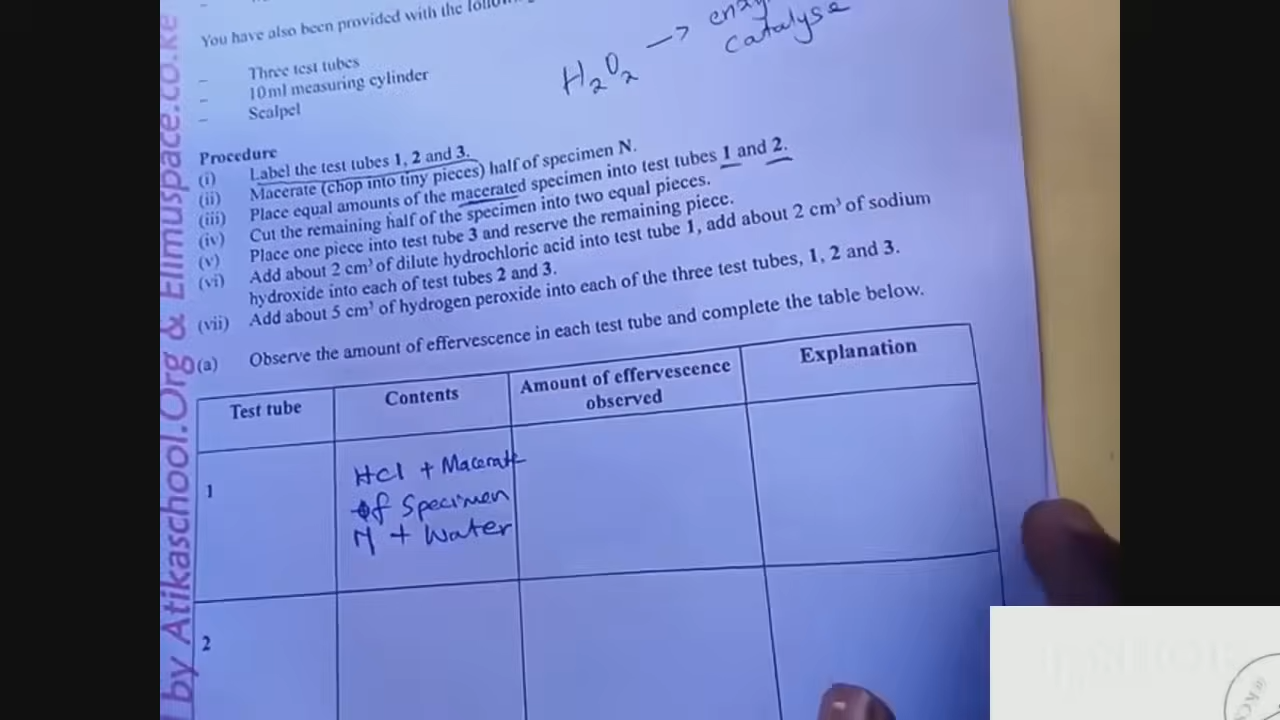 You have also been provided with the
enzy
catalyse
H₂O₂ →
– Three test tubes
– 10ml measuring cylinder
– Scalpel
Procedure
(i) Label the test tubes 1, 2 and 3.
(ii) Macerate (chop into tiny pieces) half of specimen N.
(iii) Place equal amounts of the macerated specimen into test tubes 1 and 2.
(iv) Cut the remaining half of the specimen into two equal pieces.
(v) Place one piece into test tube 3 and reserve the remaining piece.
(vi) Add about 2 cm³ of dilute hydrochloric acid into test tube 1, add about 2 cm³ of sodium
hydroxide into each of test tubes 2 and 3.
(vii) Add about 5 cm³ of hydrogen peroxide into each of the three test tubes, 1, 2 and 3.
(a) Observe the amount of effervescence in each test tube and complete the table below.
Test tube
Contents
Amount of effervescence
observed
Explanation
1
HCl + Macerate
of Specimen
N + Water
2
by Atikaschool.Org & Elimuspace.co.ke